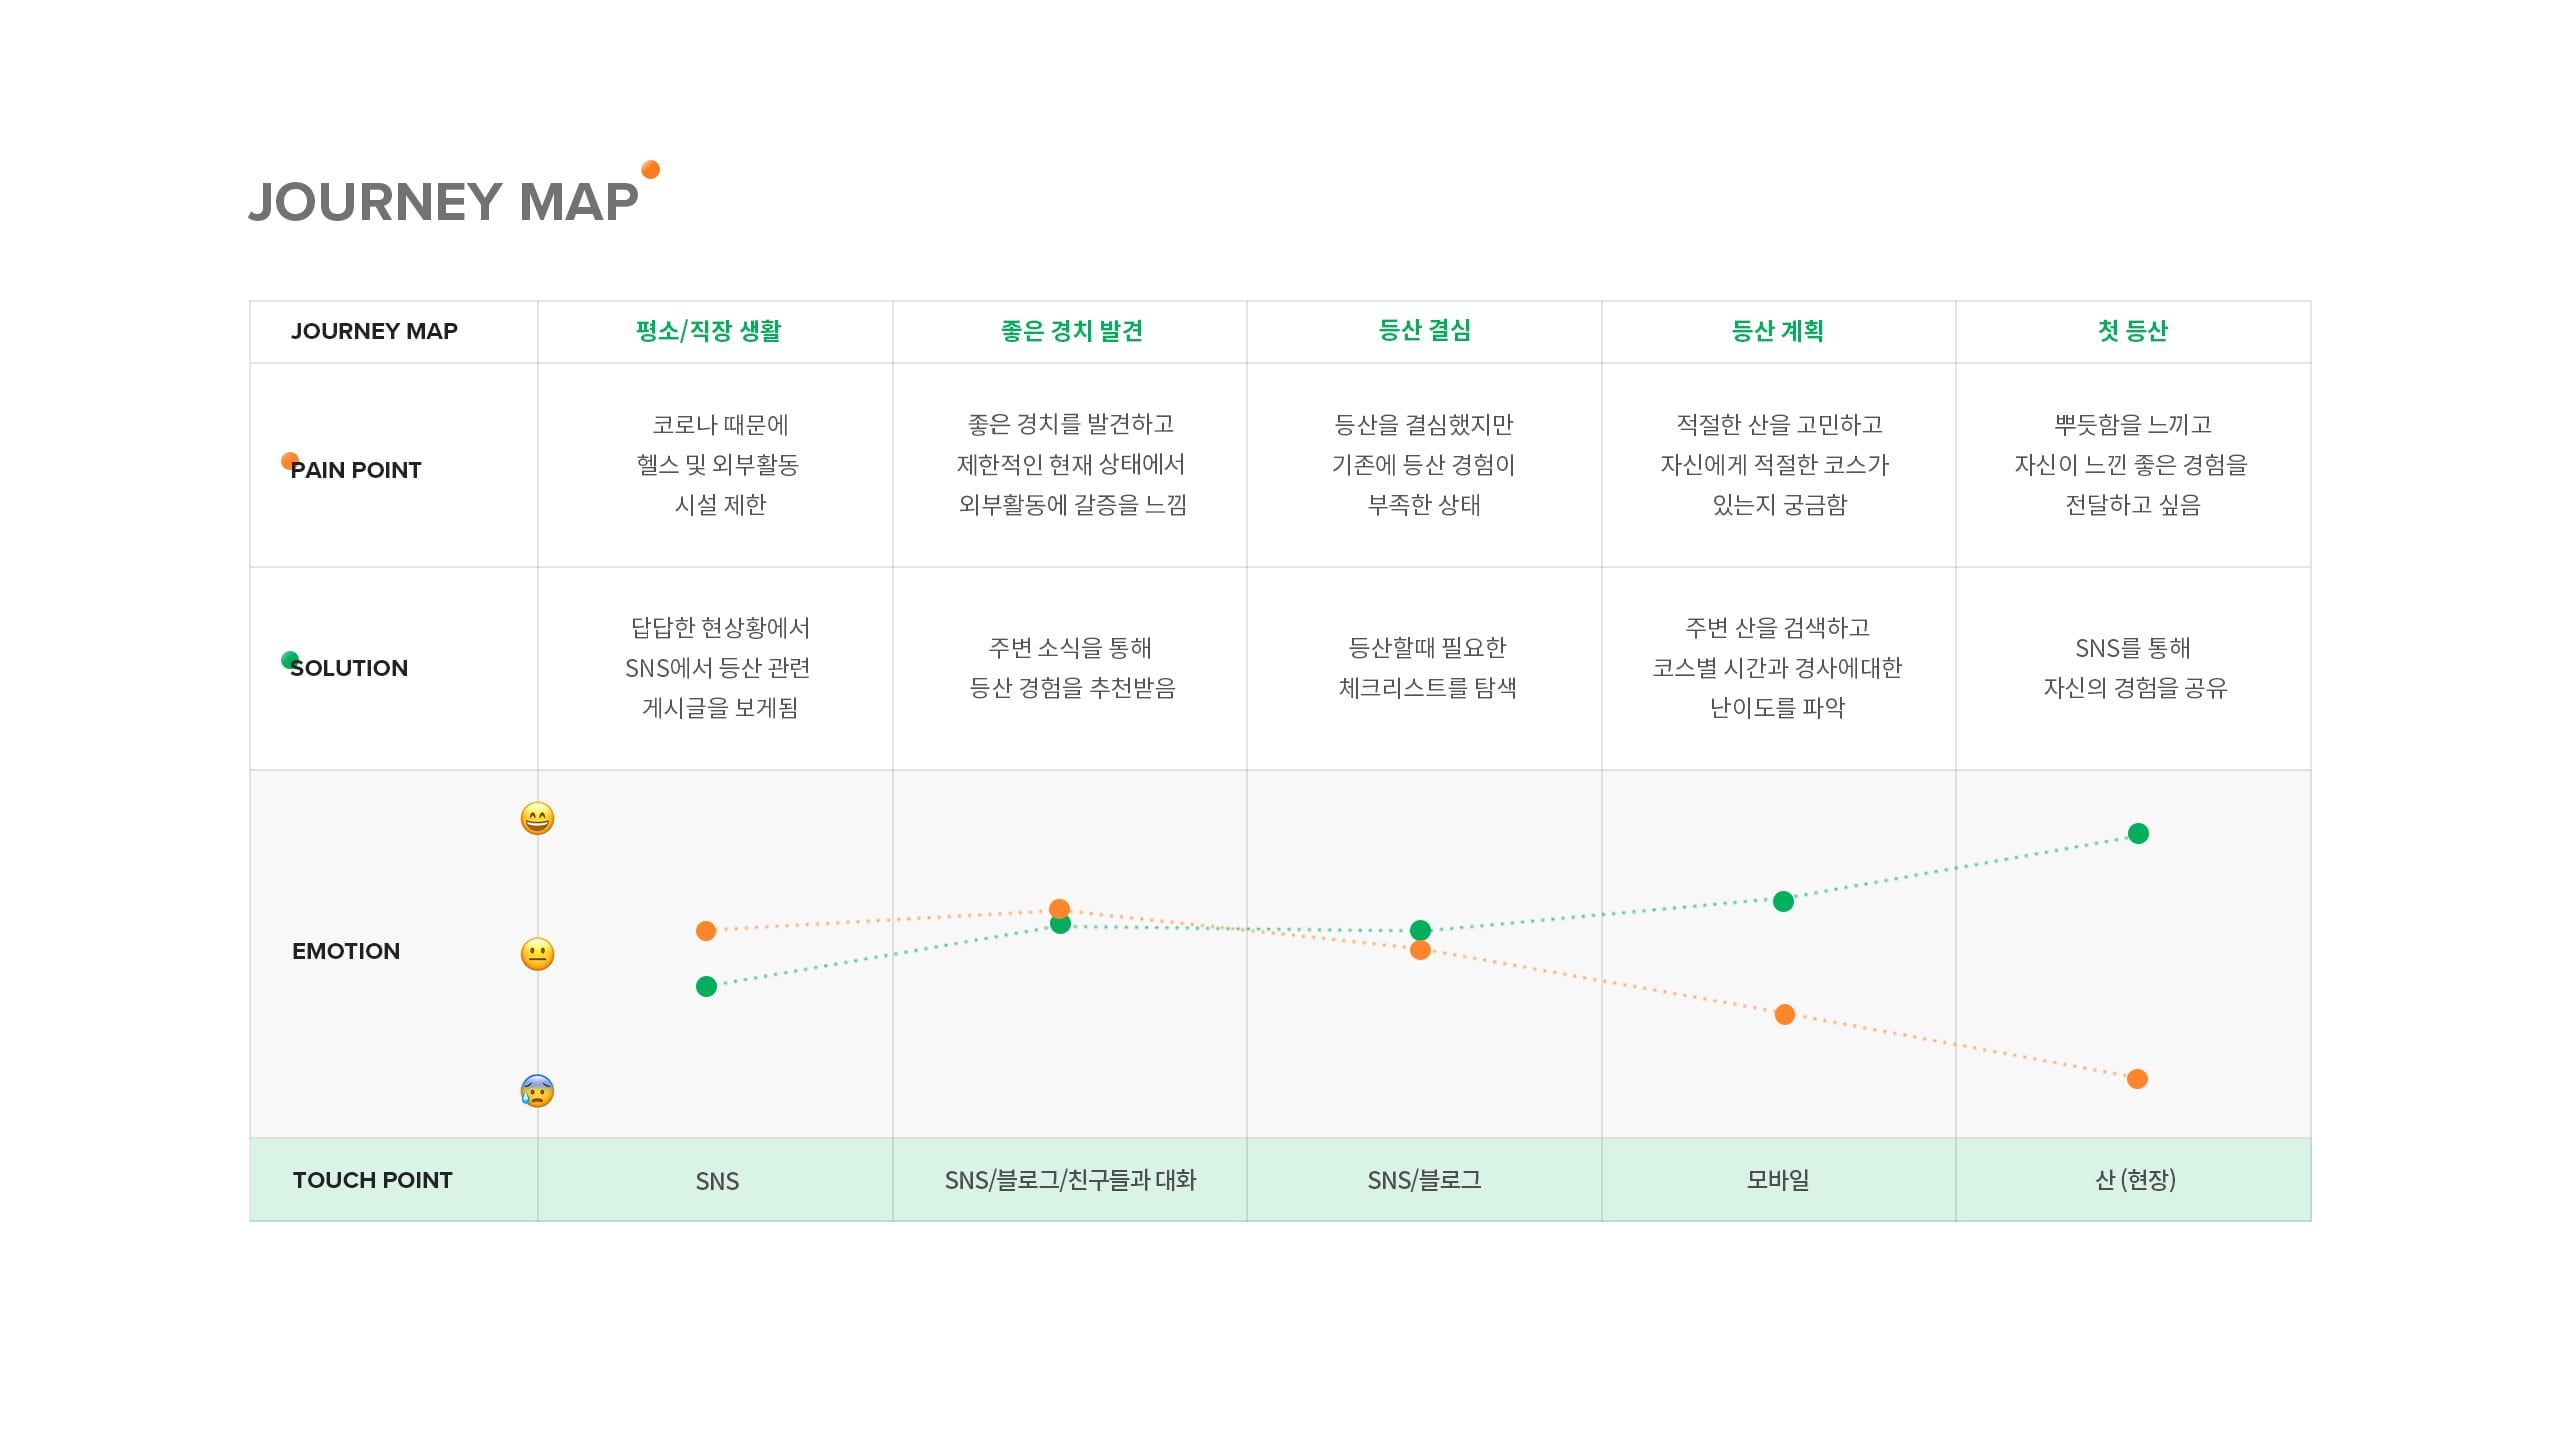 JOURNEY MAP
JOURNEY MAP
평소/직장 생활
좋은 경치 발견
등산 결심
등산 계획
첫 등산
PAIN POINT
코로나 때문에
헬스 및 외부활동
시설 제한
좋은 경치를 발견하고
제한적인 현재 상태에서
외부활동에 갈증을 느낌
등산을 결심했지만
기존에 등산 경험이
부족한 상태
적절한 산을 고민하고
자신에게 적절한 코스가
있는지 궁금함
뿌듯함을 느끼고
자신이 느낀 좋은 경험을
전달하고 싶음
SOLUTION
답답한 현상황에서
SNS에서 등산 관련
게시글을 보게됨
주변 소식을 통해
등산 경험을 추천받음
등산할때 필요한
체크리스트를 탐색
주변 산을 검색하고
코스별 시간과 경사에대한
난이도를 파악
SNS를 통해
자신의 경험을 공유
EMOTION
TOUCH POINT
SNS
SNS/블로그/친구들과 대화
SNS/블로그
모바일
산 (현장)